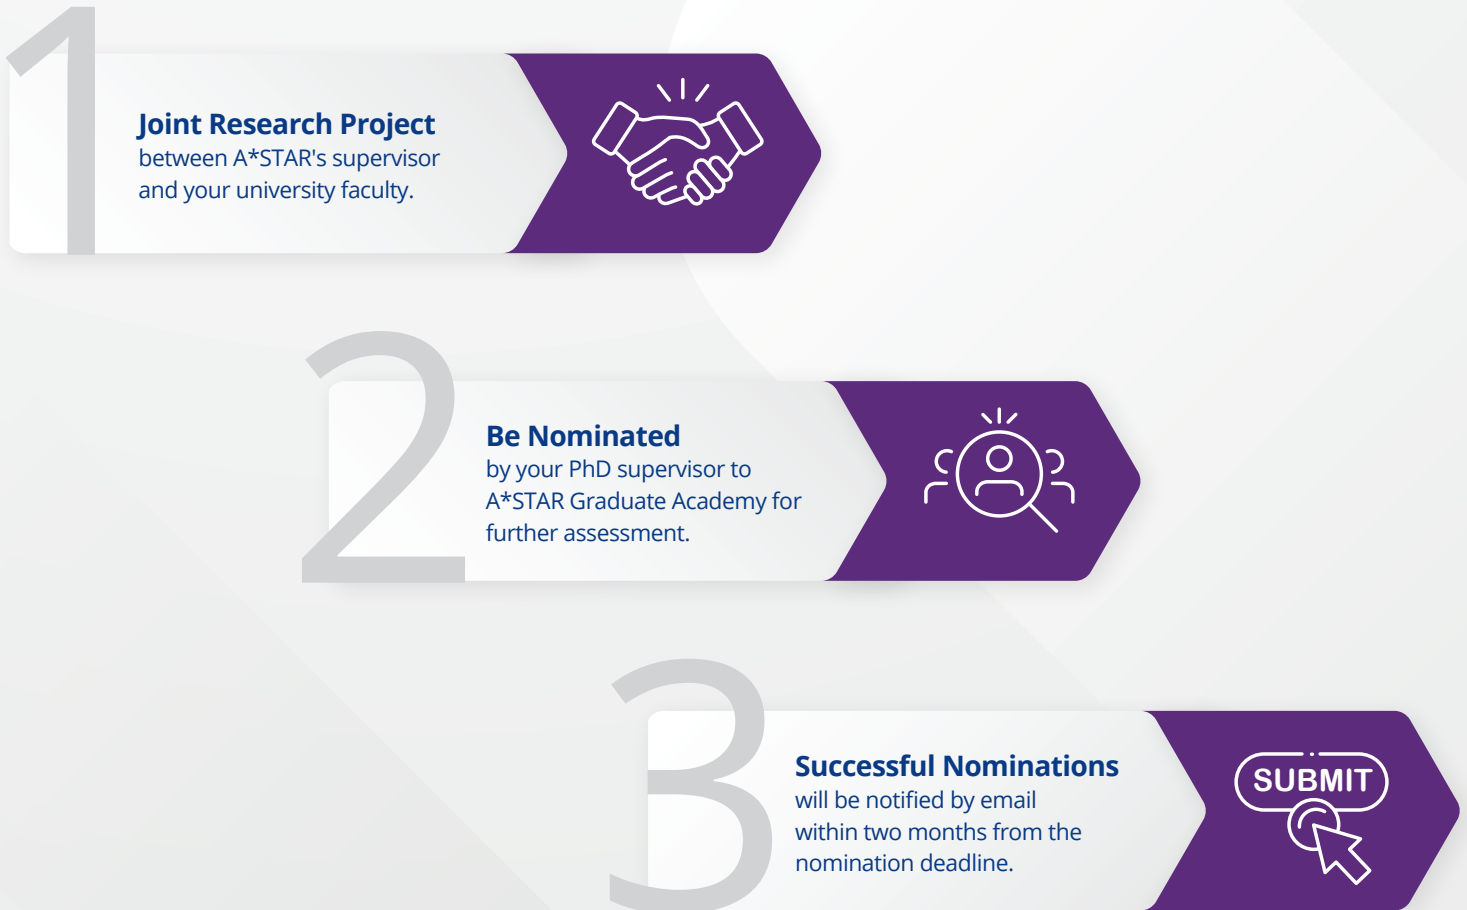 1
Joint Research Project
between A*STAR's supervisor
and your university faculty.
2
Be Nominated
by your PhD supervisor to
A*STAR Graduate Academy for
further assessment.
3
Successful Nominations
will be notified by email
within two months from the
nomination deadline.
SUBMIT